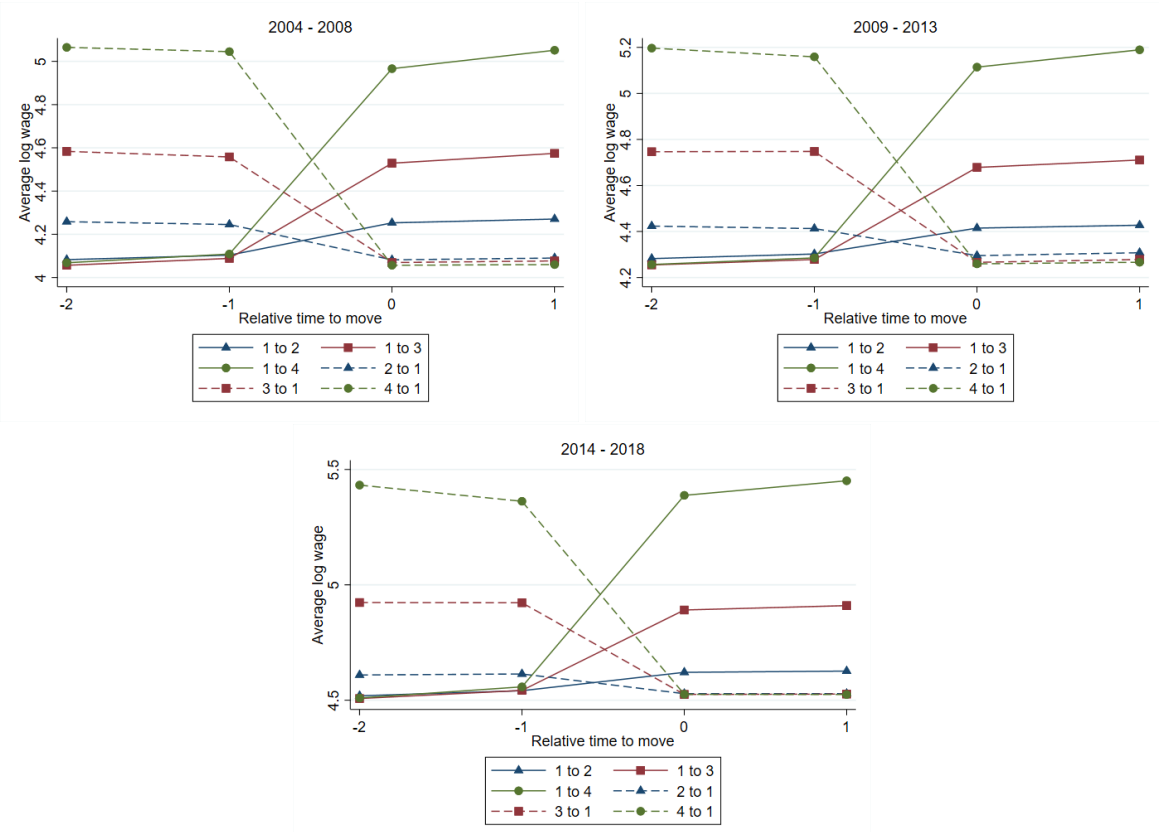 2004 - 2008
Average log wage
5
4.8
4.6
4.4
4.2
4
-2 -1 0 1
Relative time to move
1 to 2 1 to 3
1 to 4 2 to 1
3 to 1 4 to 1
2009 - 2013
Average log wage
5.2
5
4.8
4.6
4.4
4.2
-2 -1 0 1
Relative time to move
1 to 2 1 to 3
1 to 4 2 to 1
3 to 1 4 to 1
2014 - 2018
Average log wage
5.5
5
4.5
-2 -1 0 1
Relative time to move
1 to 2 1 to 3
1 to 4 2 to 1
3 to 1 4 to 1